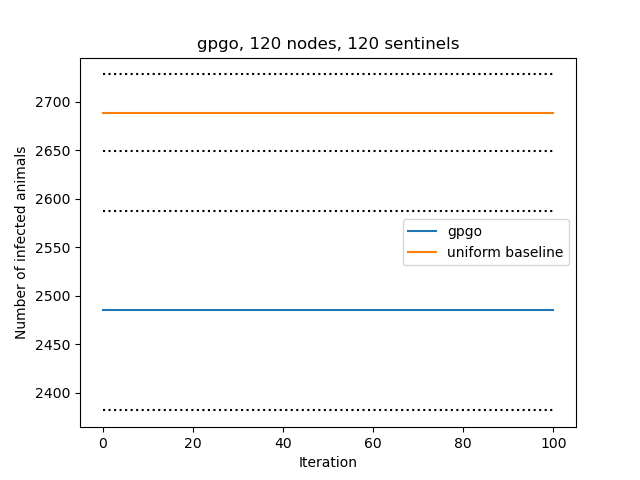 gpgo, 120 nodes, 120 sentinels
Number of infected animals
2700
2650
2600
2550
2500
2450
2400
gpgo
uniform baseline
0 20 40 60 80 100
Iteration